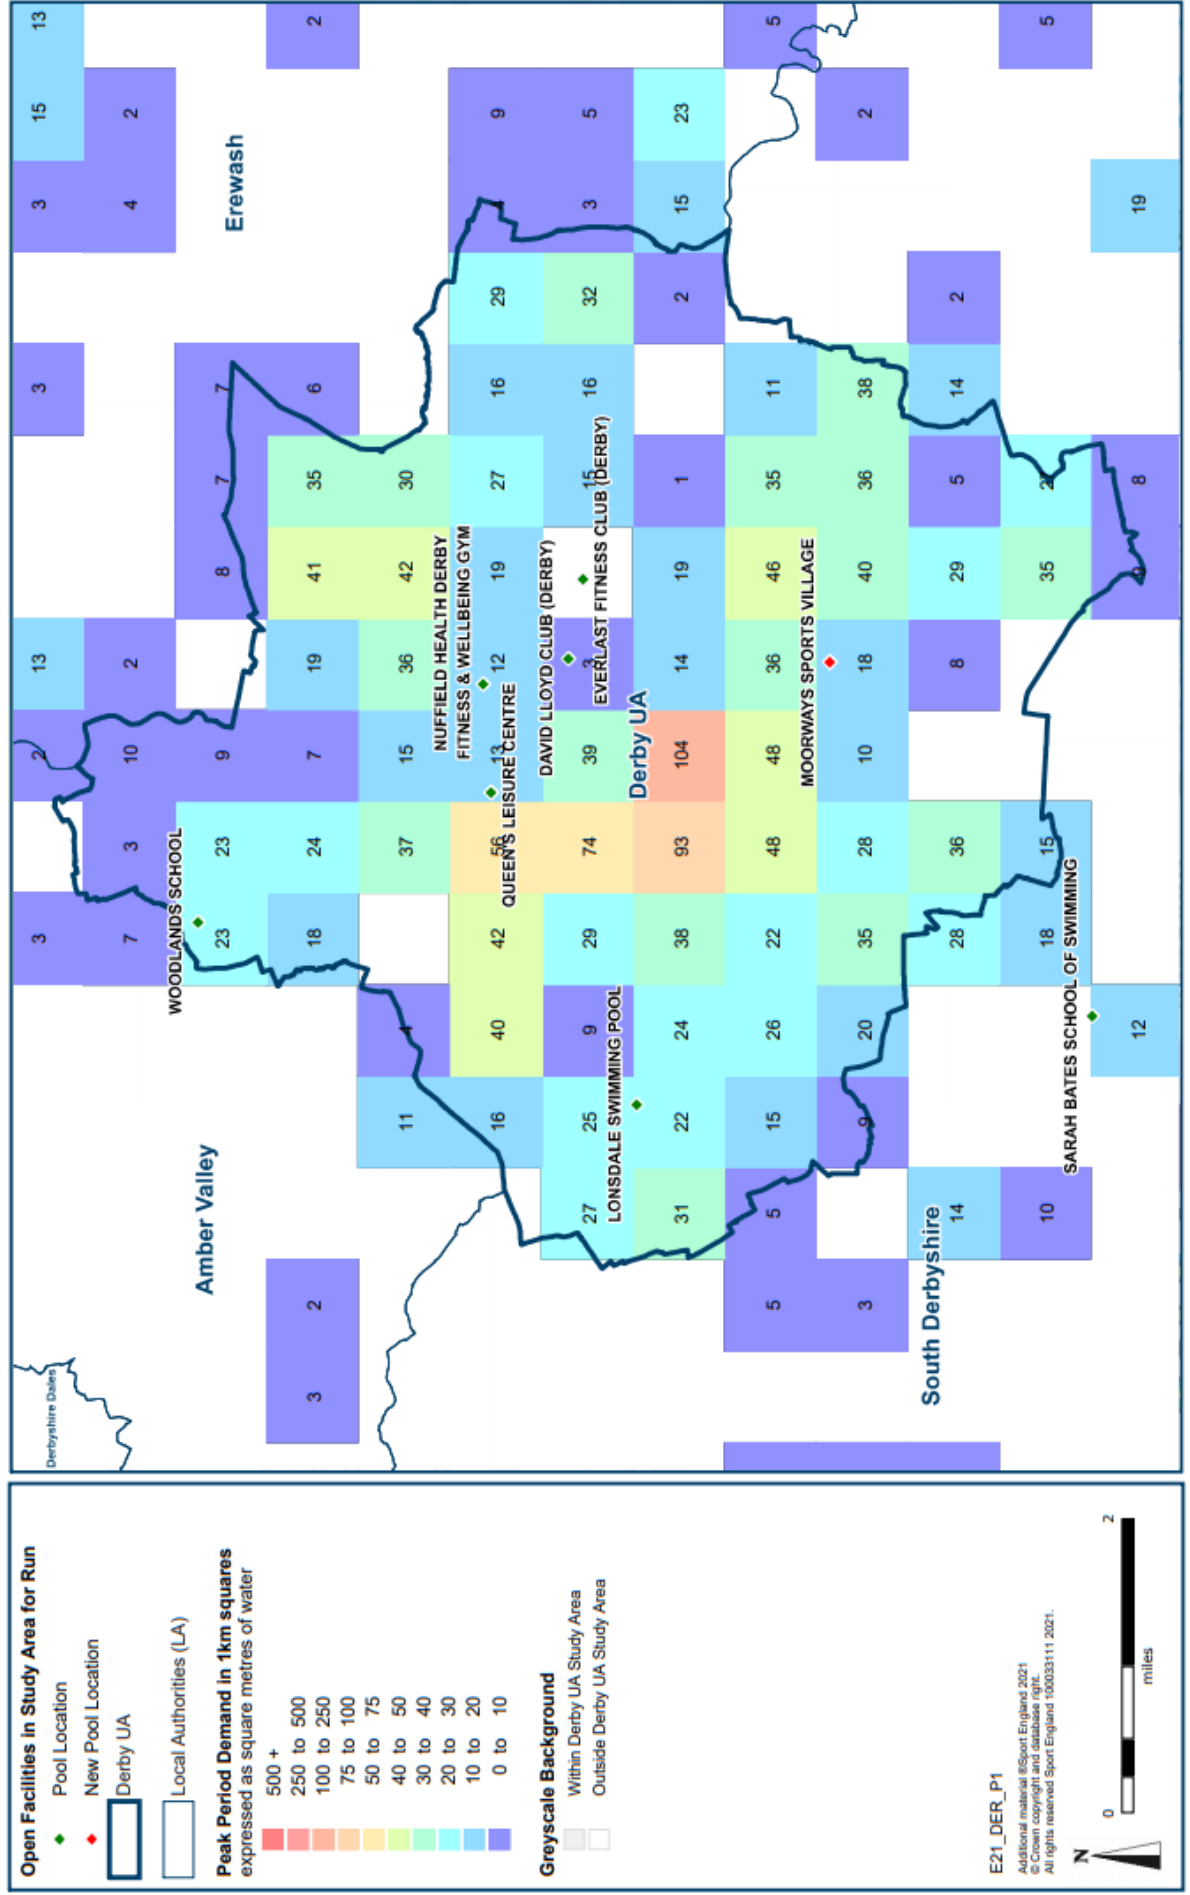 Open Facilities in Study Area for Run
Pool Location
New Pool Location
Derby UA
Local Authorities (LA)
Peak Period Demand in 1km squares
expressed as square metres of water
500 +
250 to 500
100 to 250
75 to 100
50 to 75
40 to 50
30 to 40
20 to 30
10 to 20
0 to 10
Greyscale Background
Within Derby UA Study Area
Outside Derby UA Study Area
E21_DER_P1
Additional material ©Sport England 2021
© Crown copyright and database right.
All rights reserved Sport England 100033111 2021.
N
0 2
miles
Derbyshire Dales
3 2 13 3 3 15 13
7 3 10 2 4 2
WOODLANDS SCHOOL
Amber Valley
Erewash
23 23 9 8 7 7
3 2 18 24 7 19 41 35 6 2
11 4 37 15 36 42 30
NUFFIELD HEALTH DERBY
FITNESS & WELLBEING GYM
16 40 42 56 13 12 19 27 16 29 4 9
QUEEN'S LEISURE CENTRE
DAVID LLOYD CLUB (DERBY)
27 25 9 29 74 39 3 15 16 32 3 5
EVERLAST FITNESS CLUB (DERBY)
LONSDALE SWIMMING POOL
Derby UA
31 22 24 38 93 104 14 19 1 2 15 23
5 5 15 26 22 48 48 36 46 35 11 5
MOORWAYS SPORTS VILLAGE
3 9 20 35 28 10 18 40 36 38 2
South Derbyshire
14 28 36 8 29 5 14 2
10 18 15 35 5
SARAH BATES SCHOOL OF SWIMMING
12 8 19